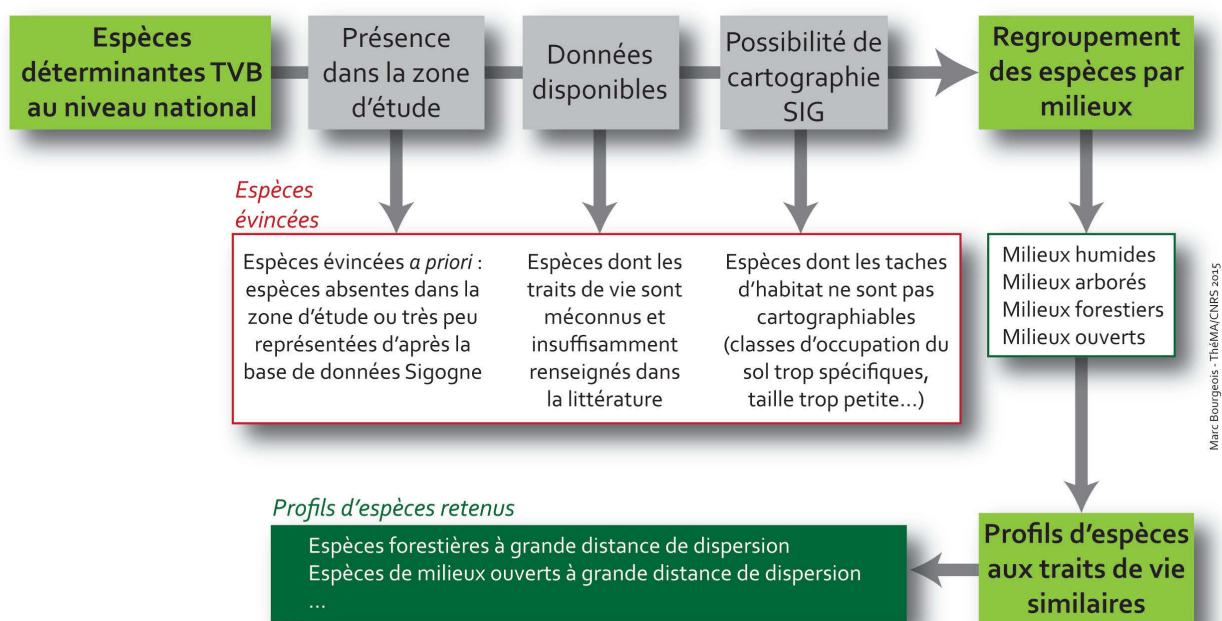 Espèces
déterminantes TVB
au niveau national
Présence
dans la zone
d'étude
Données
disponibles
Possibilité de
cartographie
SIG
Regroupement
des espèces par
milieux
Espèces
évincées
Espèces évincées a priori :
espèces absentes dans la
zone d'étude ou très peu
représentées d'après la
base de données Sigogne
Espèces dont les
traits de vie sont
méconnus et
insuffisamment
renseignés dans
la littérature
Espèces dont les taches
d'habitat ne sont pas
cartographiables
(classes d'occupation du
sol trop spécifiques,
taille trop petite...)
Milieux humides
Milieux arborés
Milieux forestiers
Milieux ouverts
Marc Bourgeois - ThéMA/CNRS 2015
Profils d'espèces retenus
Espèces forestières à grande distance de dispersion
Espèces de milieux ouverts à grande distance de dispersion
...
Profils d'espèces
aux traits de vie
similaires